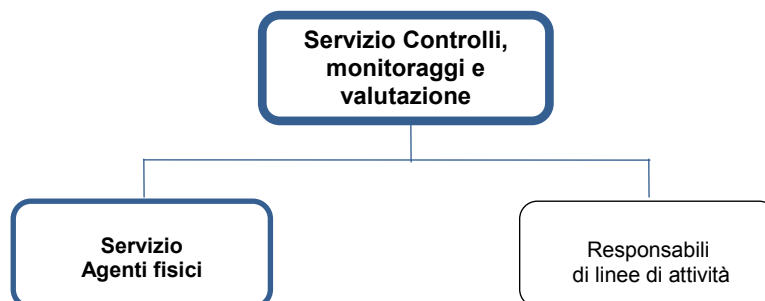 Servizio Controlli,
monitoraggi e
valutazione
Servizio
Agenti fisici
Responsabili
di linee di attività